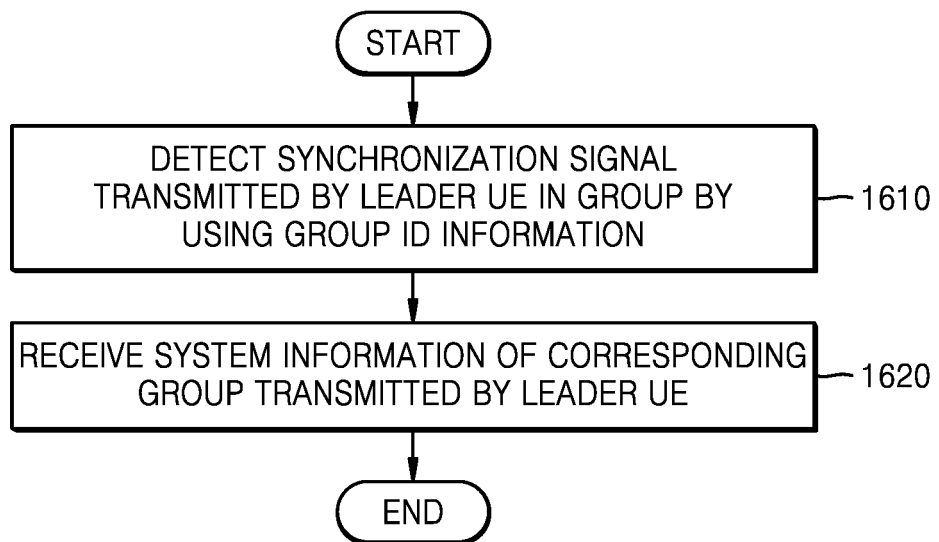 START
DETECT SYNCHRONIZATION SIGNAL
TRANSMITTED BY LEADER UE IN GROUP BY
USING GROUP ID INFORMATION
1610
RECEIVE SYSTEM INFORMATION OF CORRESPONDING
GROUP TRANSMITTED BY LEADER UE
1620
END